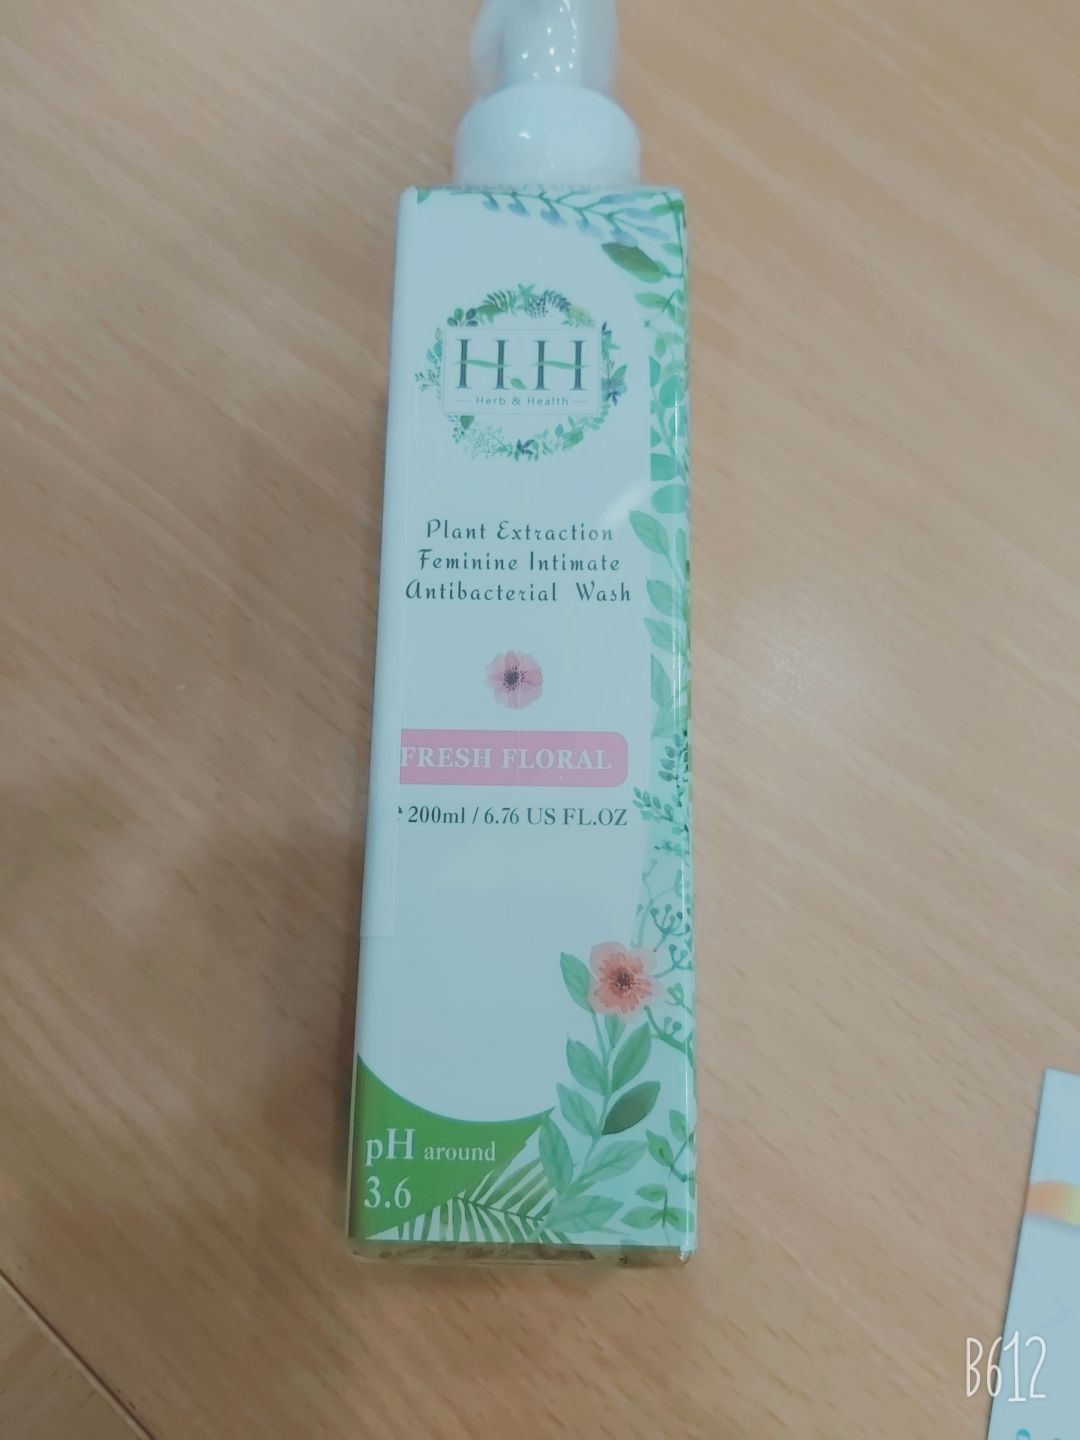 H.H
Herb & Health
Plant Extraction
Feminine Intimate
Antibacterial Wash
FRESH FLORAL
200ml / 6.76 US FL.OZ
pH around
3.6
B612